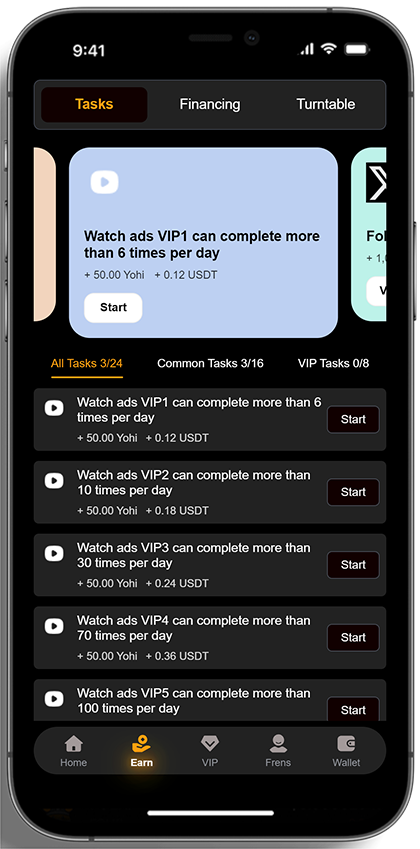 9:41
Tasks
Financing
Turntable
Watch ads VIP1 can complete more
than 6 times per day
+ 50.00 Yohi + 0.12 USDT
Start
Fol
+ 1,0
V
All Tasks 3/24
Common Tasks 3/16
VIP Tasks 0/8
Watch ads VIP1 can complete more than 6
times per day
+ 50.00 Yohi + 0.12 USDT
Start
Watch ads VIP2 can complete more than
10 times per day
+ 50.00 Yohi + 0.18 USDT
Start
Watch ads VIP3 can complete more than
30 times per day
+ 50.00 Yohi + 0.24 USDT
Start
Watch ads VIP4 can complete more than
70 times per day
+ 50.00 Yohi + 0.36 USDT
Start
Watch ads VIP5 can complete more than
100 times per day
Start
Home
Earn
VIP
Frens
Wallet